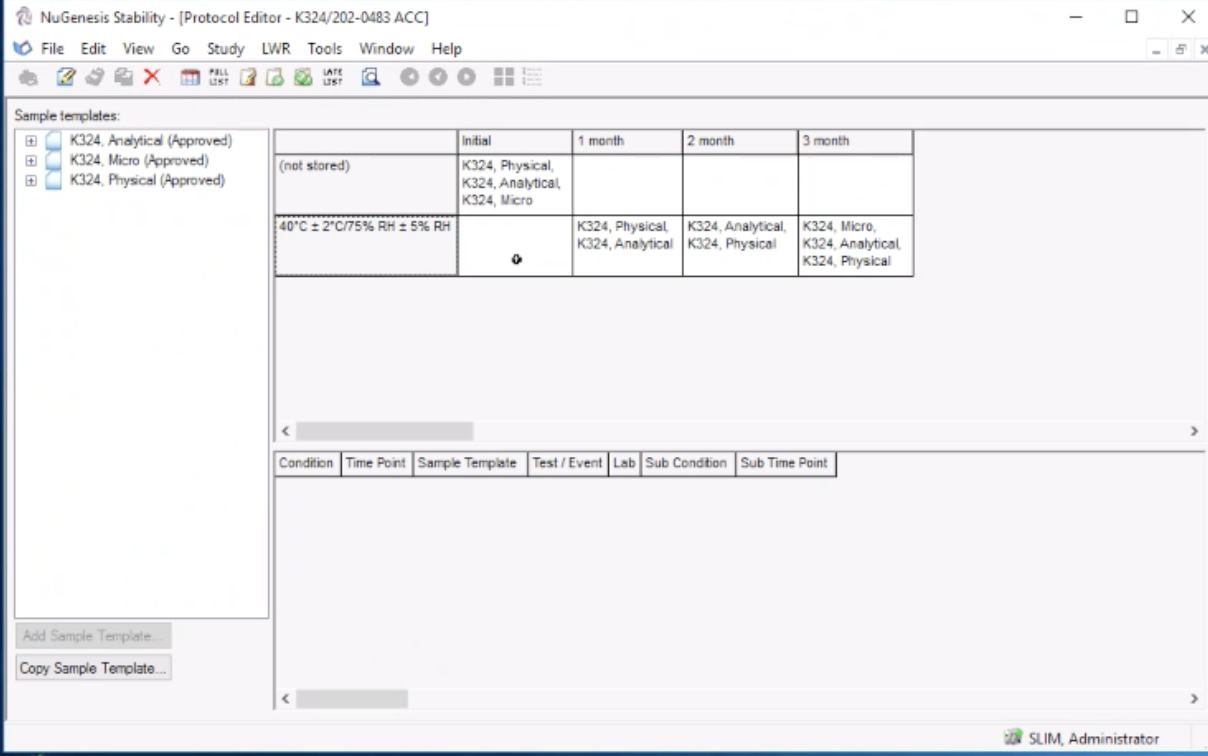 NuGenesis Stability - [Protocol Editor - K324/202-0483 ACC]
File Edit View Go Study LWR Tools Window Help
PULL LIST LATE LIST
Sample templates:
K324, Analytical (Approved)
K324, Micro (Approved)
K324, Physical (Approved)
Initial 1 month 2 month 3 month
(not stored) K324, Physical,
K324, Analytical,
K324, Micro
40°C ± 2°C/75% RH ± 5% RH K324, Physical, K324, Analytical, K324, Micro,
K324, Analytical K324, Physical K324, Analytical,
K324, Physical
Condition Time Point Sample Template Test / Event Lab Sub Condition Sub Time Point
Add Sample Template...
Copy Sample Template...
SLIM, Administrator